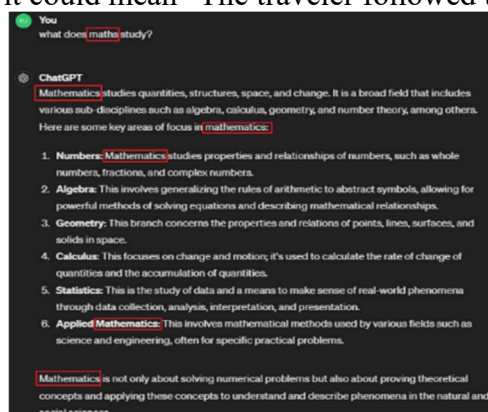 it could mean "The traveler followed
You
what does maths study?
ChatGPT
Mathematics studies quantities, structures, space, and change. It is a broad field that includes
various sub-disciplines such as algebra, calculus, geometry, and number theory, among others.
Here are some key areas of focus in mathematics:
1. Numbers: Mathematics studies properties and relationships of numbers, such as whole
numbers, fractions, and complex numbers.
2. Algebra: This involves generalizing the rules of arithmetic to abstract symbols, allowing for
powerful methods of solving equations and describing mathematical relationships.
3. Geometry: This branch concerns the properties and relations of points, lines, surfaces, and
solids in space.
4. Calculus: This focuses on change and motion; it's used to calculate the rate of change of
quantities and the accumulation of quantities.
5. Statistics: This is the study of data and a means to make sense of real-world phenomena
through data collection, analysis, interpretation, and presentation.
6. Applied Mathematics: This involves mathematical methods used by various fields such as
science and engineering, often for specific practical problems.
Mathematics is not only about solving numerical problems but also about proving theoretical
concepts and applying these concepts to understand and describe phenomena in the natural and
social sciences.